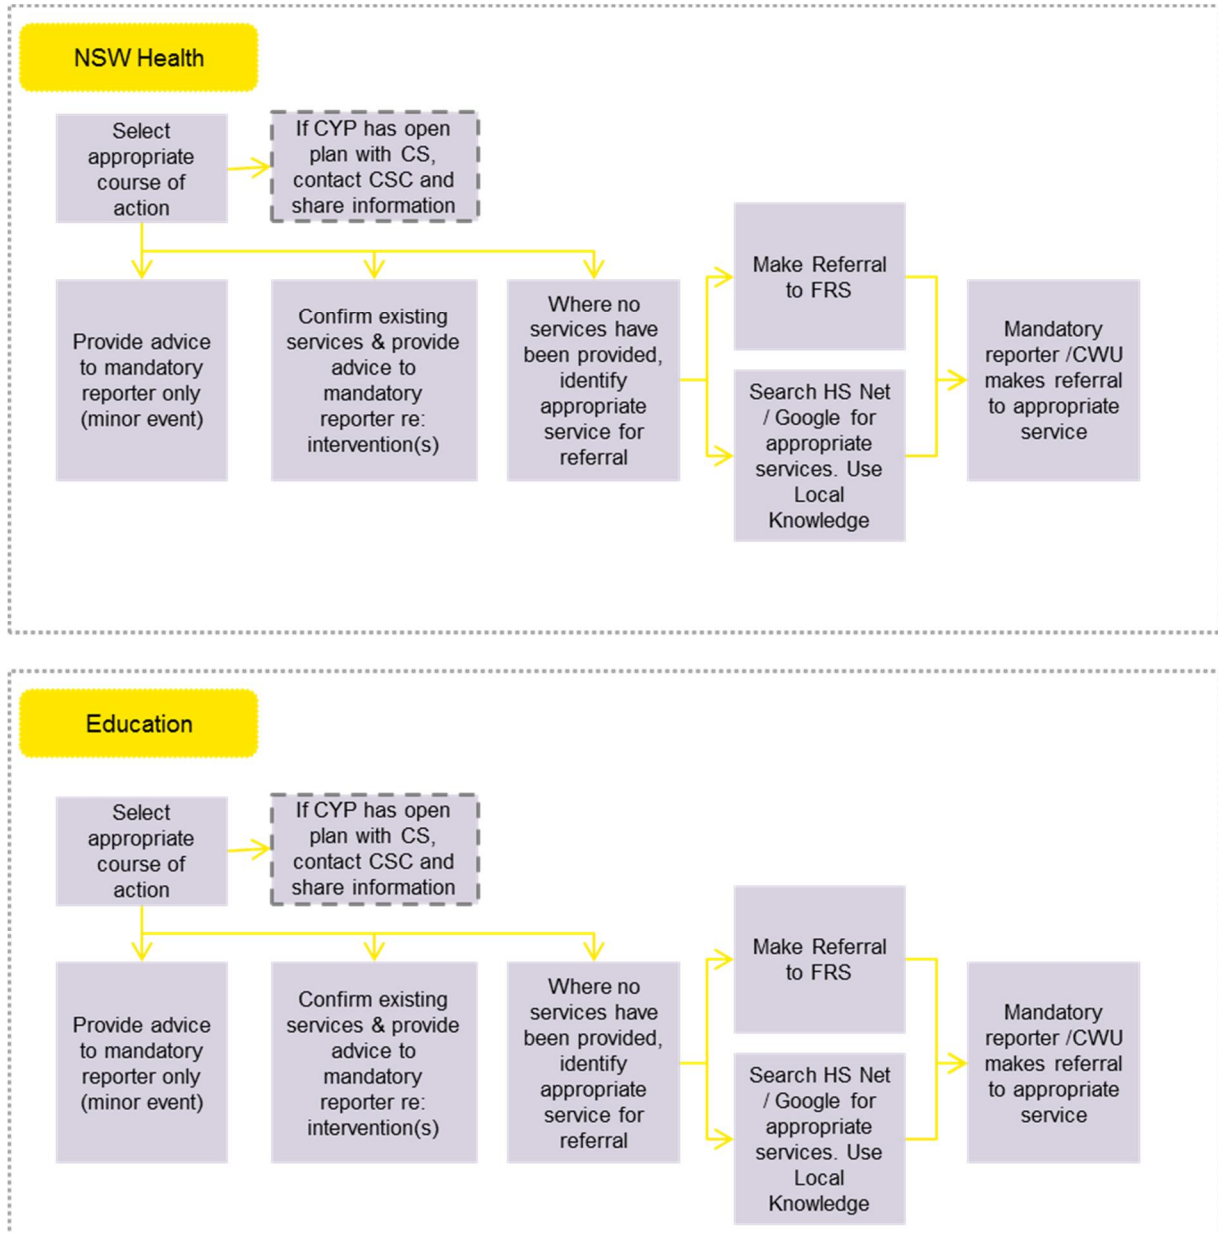 NSW Health
Select
appropriate
course of
action
If CYP has open
plan with CS,
contact CSC and
share information
Provide advice
to mandatory
reporter only
(minor event)
Confirm existing
services & provide
advice to
mandatory
reporter re:
intervention(s)
Where no
services have
been provided,
identify
appropriate
service for
referral
Make Referral
to FRS
Search HS Net
/ Google for
appropriate
services. Use
Local
Knowledge
Mandatory
reporter /CWU
makes referral
to appropriate
service
Education
Select
appropriate
course of
action
If CYP has open
plan with CS,
contact CSC and
share information
Provide advice
to mandatory
reporter only
(minor event)
Confirm existing
services & provide
advice to
mandatory
reporter re:
intervention(s)
Where no
services have
been provided,
identify
appropriate
service for
referral
Make Referral
to FRS
Search HS Net
/ Google for
appropriate
services. Use
Local
Knowledge
Mandatory
reporter /CWU
makes referral
to appropriate
service